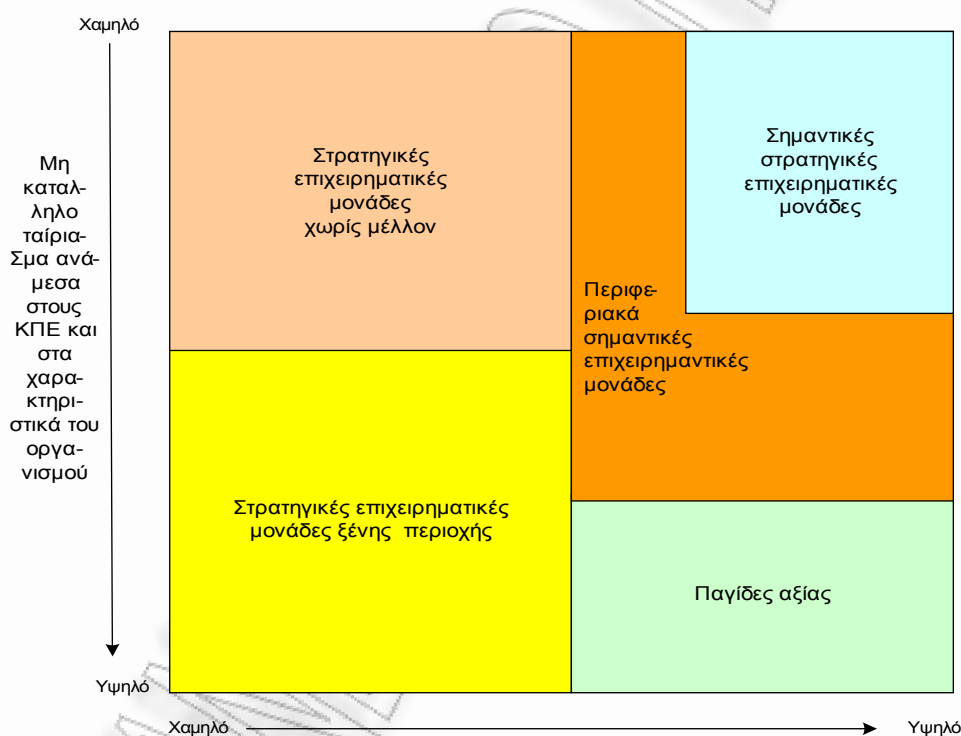 Χαμηλό
Μη
καταλ-
ληλο
ταίρια-
Σμα ανά-
μεσα
στους
ΚΠΕ και
στα
χαρα-
κτηρι-
στικά του
οργα-
νισμού
Υψηλό
Στρατηγικές
επιχειρηματικές
μονάδες
χωρίς μέλλον
Σημαντικές
στρατηγικές
επιχειρηματικές
μονάδες
Περιφε-
ριακά
σημαντικές
επιχειρημαντικές
μονάδες
Στρατηγικές επιχειρηματικές
μονάδες ξένης περιοχής
Παγίδες αξίας
Χαμηλό
Υψηλό